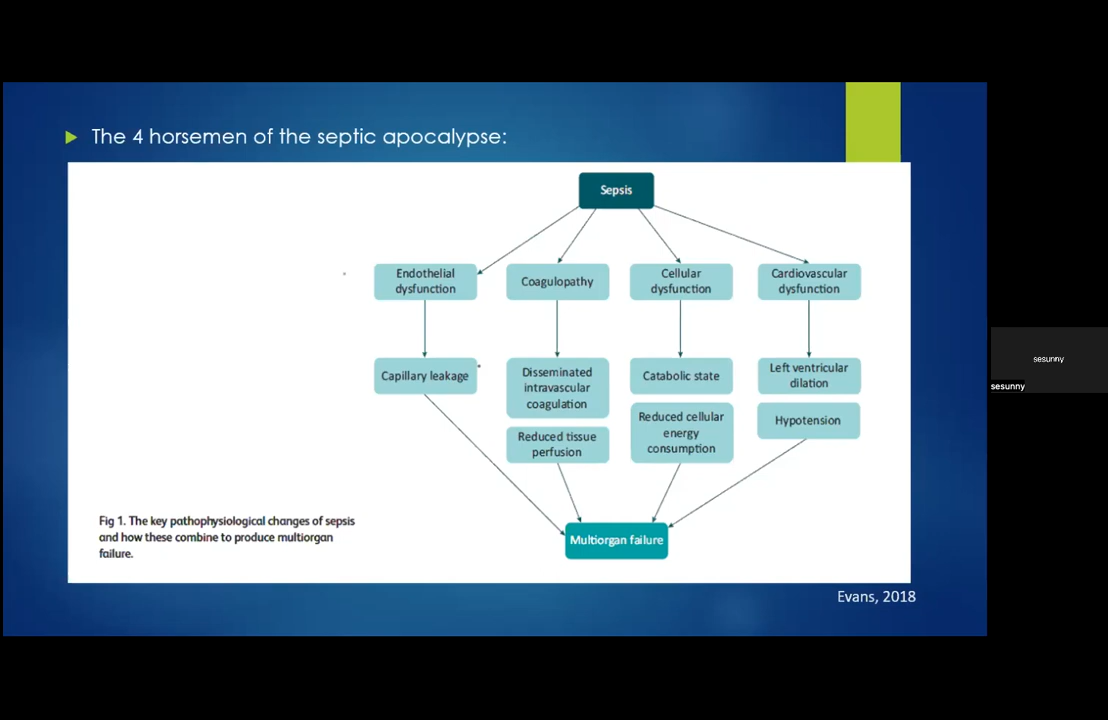 The 4 horsemen of the septic apocalypse:
Sepsis
Endothelial
dysfunction
Coagulopathy
Cellular
dysfunction
Cardiovascular
dysfunction
Capillary leakage
Disseminated
intravascular
coagulation
Catabolic state
Left ventricular
dilation
Reduced tissue
perfusion
Reduced cellular
energy
consumption
Hypotension
Multiorgan failure
Fig 1. The key pathophysiological changes of sepsis
and how these combine to produce multiorgan
failure.
Evans, 2018
sesunny
sesunny